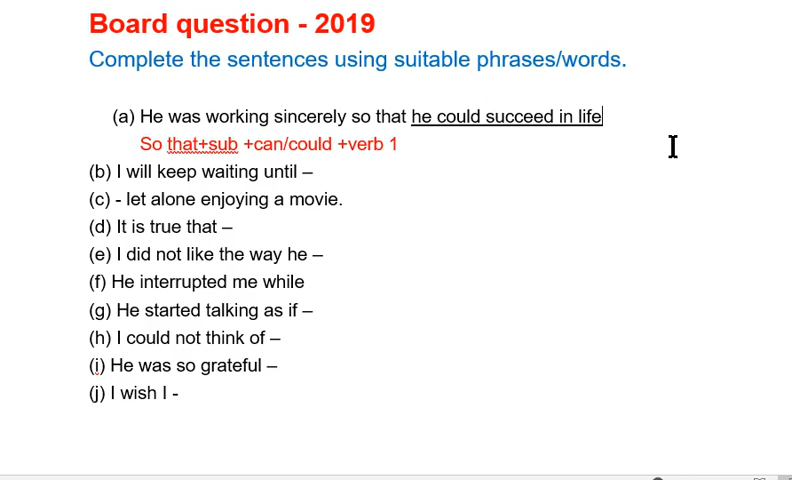 Board question - 2019
Complete the sentences using suitable phrases/words.
(a) He was working sincerely so that he could succeed in life
So that+sub +can/could +verb 1
(b) I will keep waiting until –
(c) - let alone enjoying a movie.
(d) It is true that –
(e) I did not like the way he –
(f) He interrupted me while
(g) He started talking as if –
(h) I could not think of –
(i) He was so grateful –
(j) I wish I -